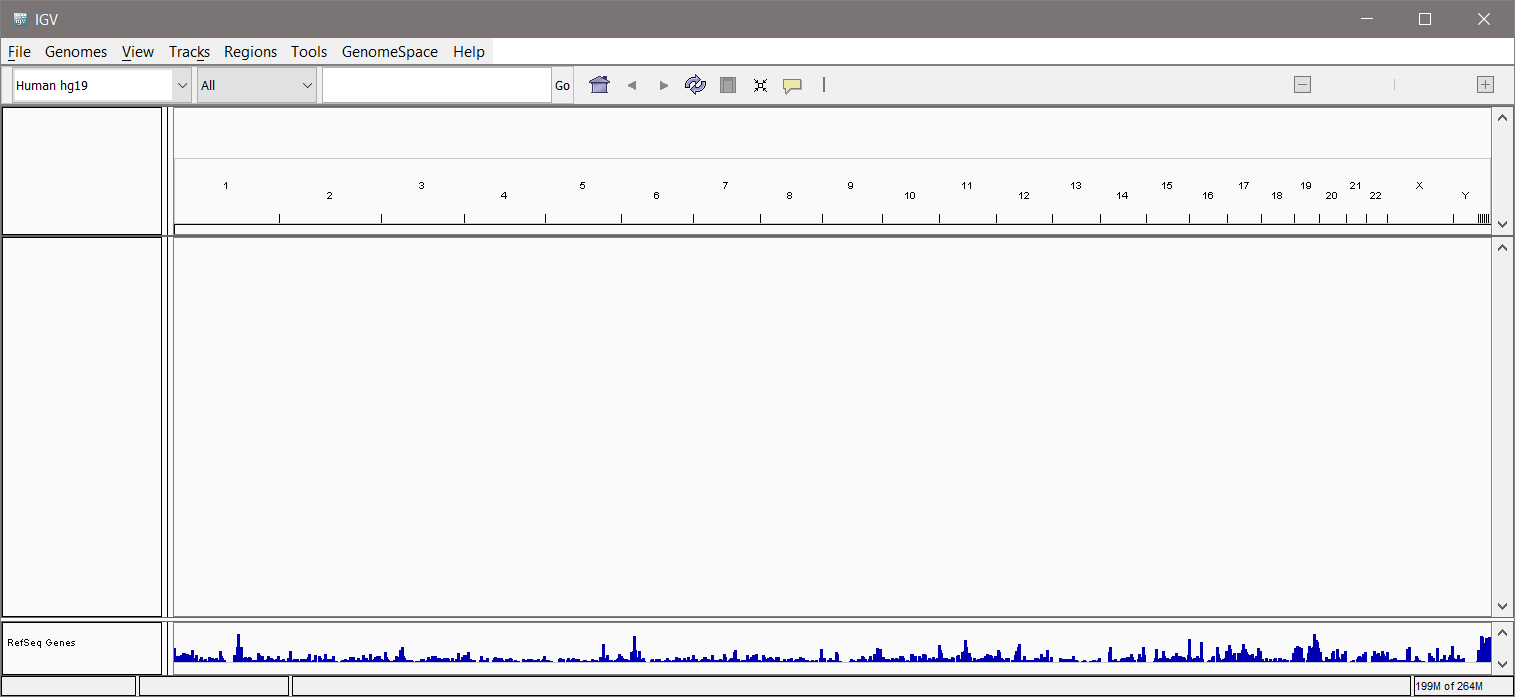 IGV
File Genomes View Tracks Regions Tools GenomeSpace Help
Human hg19 All Go
1 2 3 4 5 6 7 8 9 10 11 12 13 14 15 16 17 18 19 20 21 22 X Y
RefSeq Genes
199M of 264M